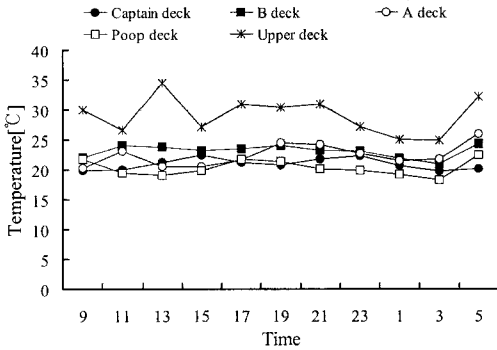 Captain deck B deck A deck
Poop deck Upper deck
40
35
30
25
20
15
10
5
0
Temperature[℃]
9 11 13 15 17 19 21 23 1 3 5
Time